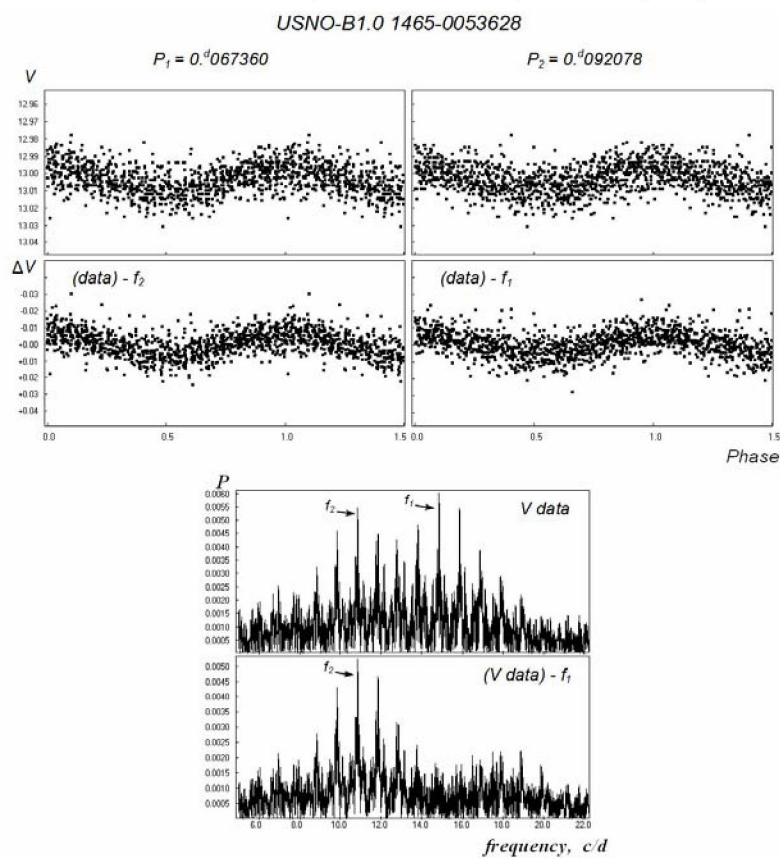 USNO-B1.0 1465-0053628
P1 = 0.d067360
P2 = 0.d092078
V
12.96
12.97
12.98
12.99
13.00
13.01
13.02
13.03
13.04
ΔV
(data) - f2
(data) - f1
-0.03
-0.02
-0.01
+0.00
+0.01
+0.02
+0.03
+0.04
0.0 0.5 1.0 1.5 0.0 1.0 1.5
Phase
P
V data
f2
f1
0.0060
0.0055
0.0050
0.0045
0.0040
0.0035
0.0030
0.0025
0.0020
0.0015
0.0010
0.0005
(V data) - f1
f2
0.0050
0.0045
0.0040
0.0035
0.0030
0.0025
0.0020
0.0015
0.0010
0.0005
6.0 8.0 10.0 12.0 14.0 16.0 18.0 20.0 22.0
frequency, c/d